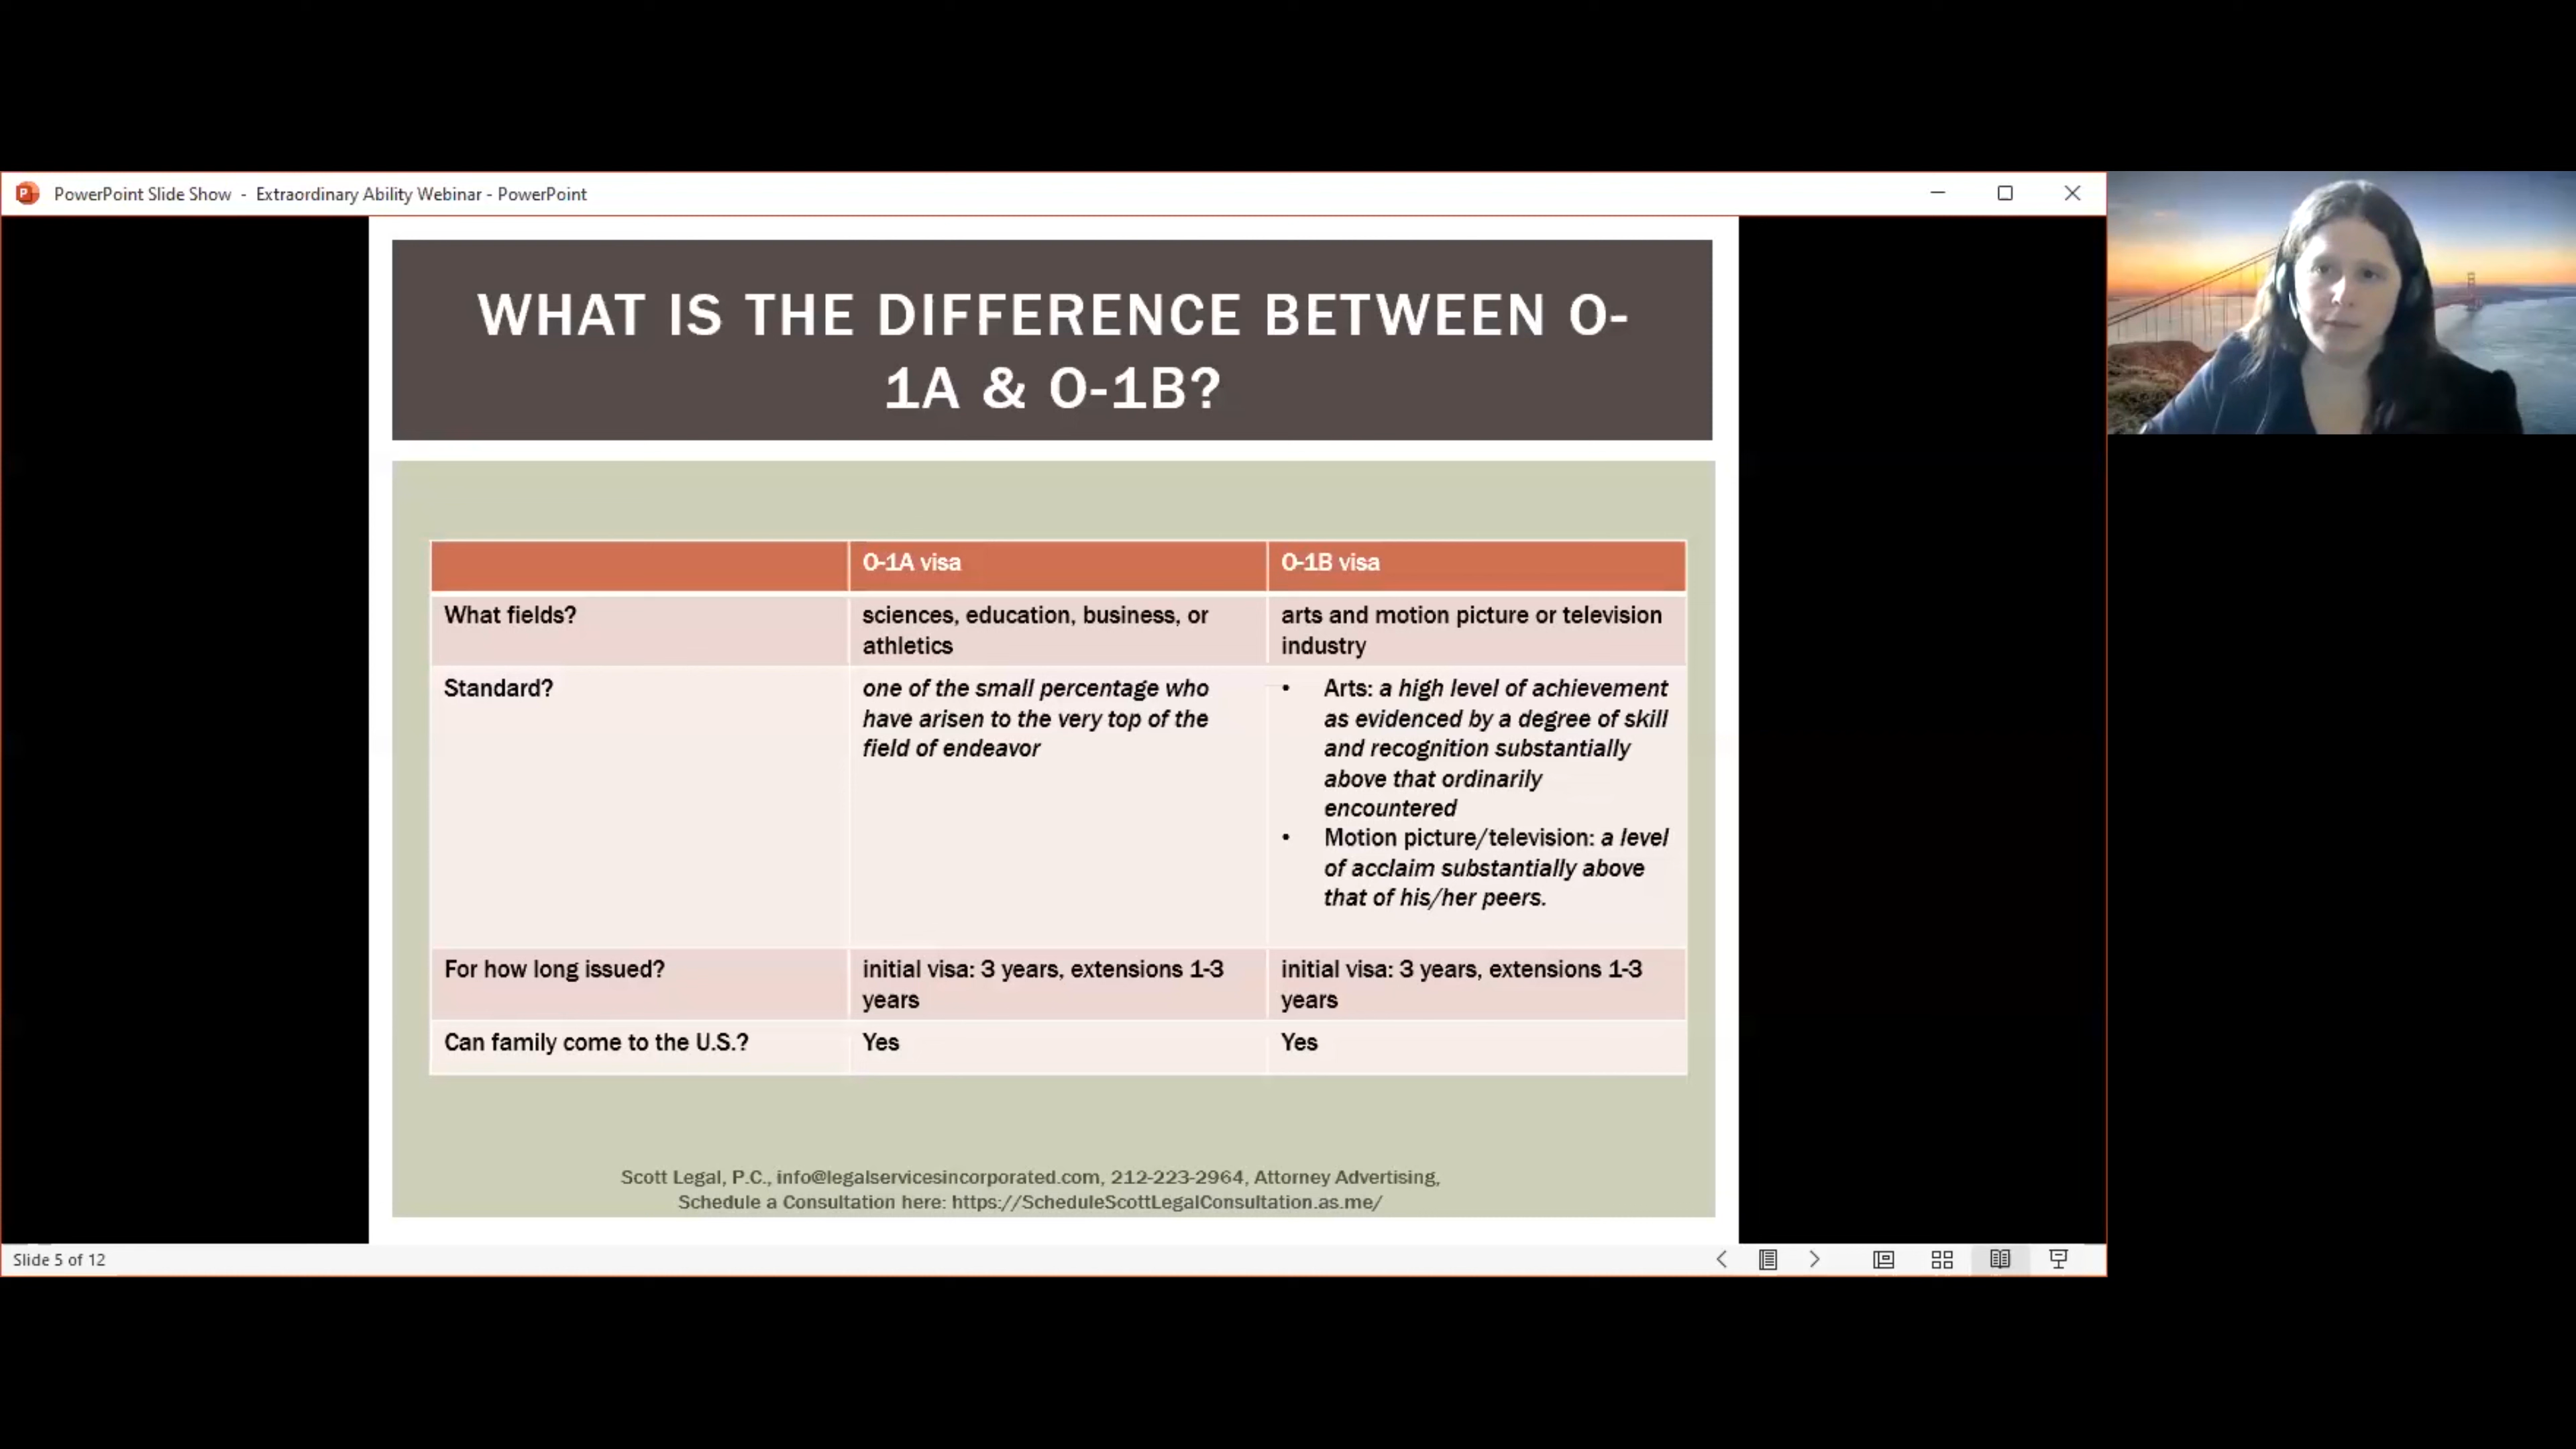 PowerPoint Slide Show - Extraordinary Ability Webinar - PowerPoint
WHAT IS THE DIFFERENCE BETWEEN O-
1A & O-1B?
O-1A visa
O-1B visa
What fields?
sciences, education, business, or
athletics
arts and motion picture or television
industry
Standard?
one of the small percentage who
have arisen to the very top of the
field of endeavor
• Arts: a high level of achievement
as evidenced by a degree of skill
and recognition substantially
above that ordinarily
encountered
• Motion picture/television: a level
of acclaim substantially above
that of his/her peers.
For how long issued?
initial visa: 3 years, extensions 1-3
years
initial visa: 3 years, extensions 1-3
years
Can family come to the U.S.?
Yes
Yes
Scott Legal, P.C., info@legalservicesincorporated.com, 212-223-2964, Attorney Advertising,
Schedule a Consultation here: https://ScheduleScottLegalConsultation.as.me/
Slide 5 of 12